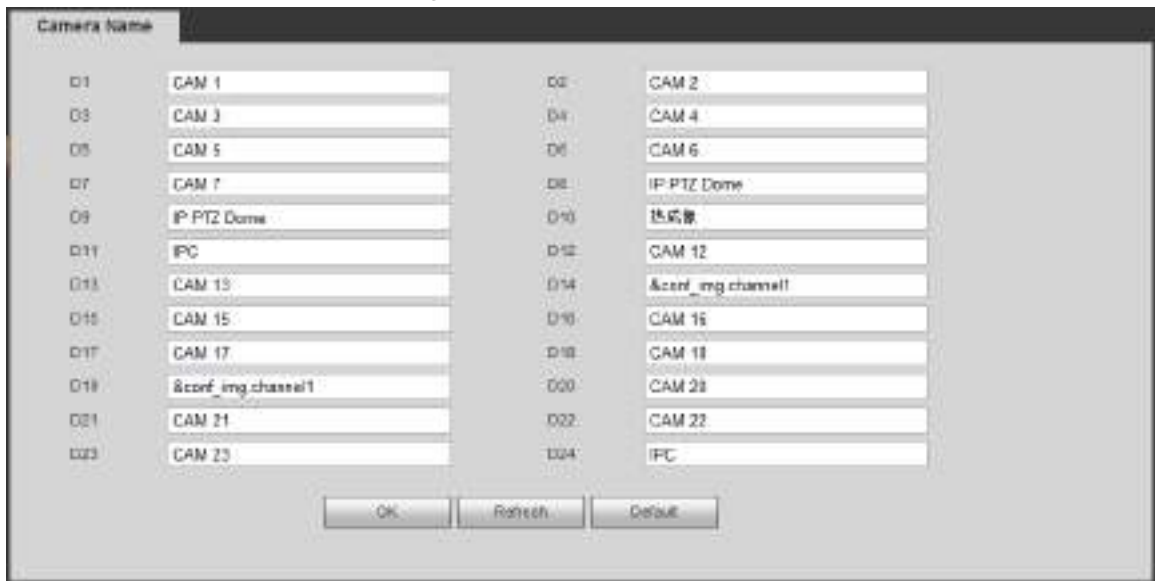 Camera Name
D1 CAM 1 D2 CAM 2
D3 CAM 3 D4 CAM 4
D5 CAM 5 D6 CAM 6
D7 CAM 7 D8 IP PTZ Dome
D9 IP PTZ Dome D10 热成像
D11 IPC D12 CAM 12
D13 CAM 13 D14 &conf_img.channel1
D15 CAM 15 D16 CAM 16
D17 CAM 17 D18 CAM 18
D19 &conf_img.channel1 D20 CAM 20
D21 CAM 21 D22 CAM 22
D23 CAM 23 D24 IPC
OK Refresh Default